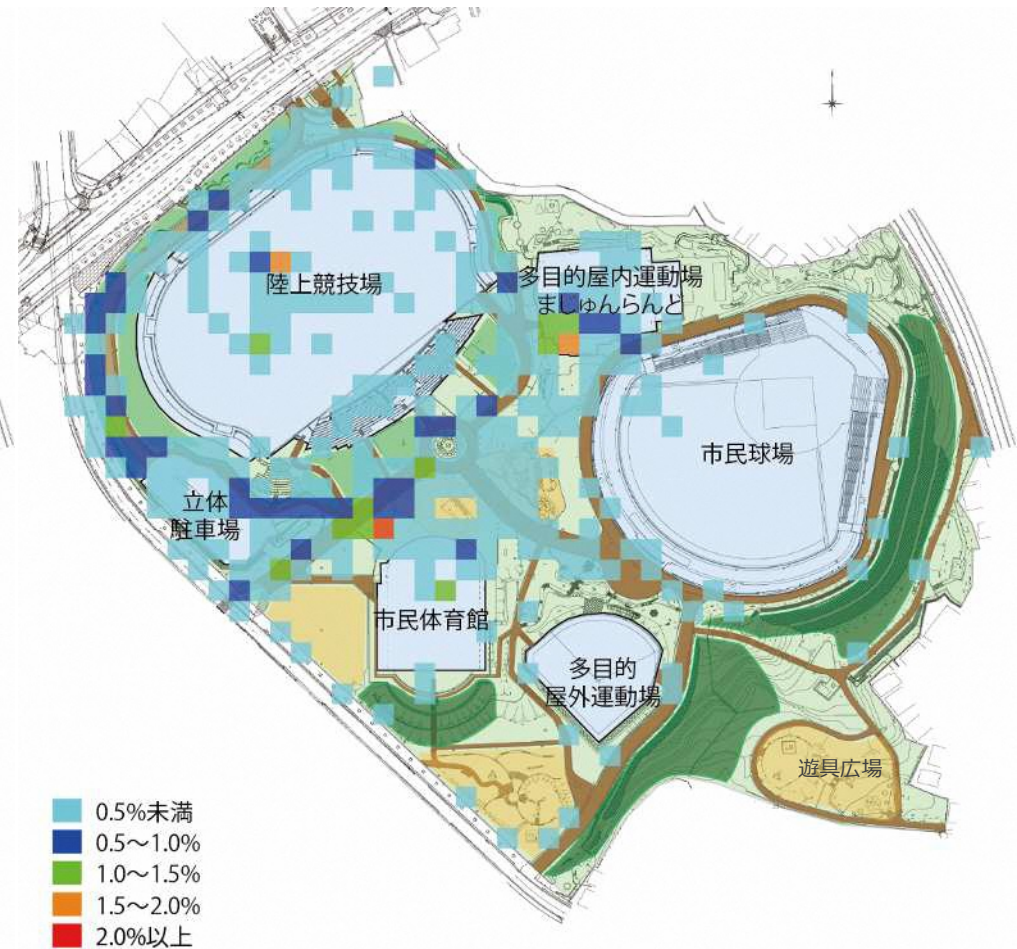 陸上競技場
多目的屋内運動場
まじゅんらんど
市民球場
立体
駐車場
市民体育館
多目的
屋外運動場
遊具広場
0.5%未満
0.5～1.0%
1.0～1.5%
1.5～2.0%
2.0%以上